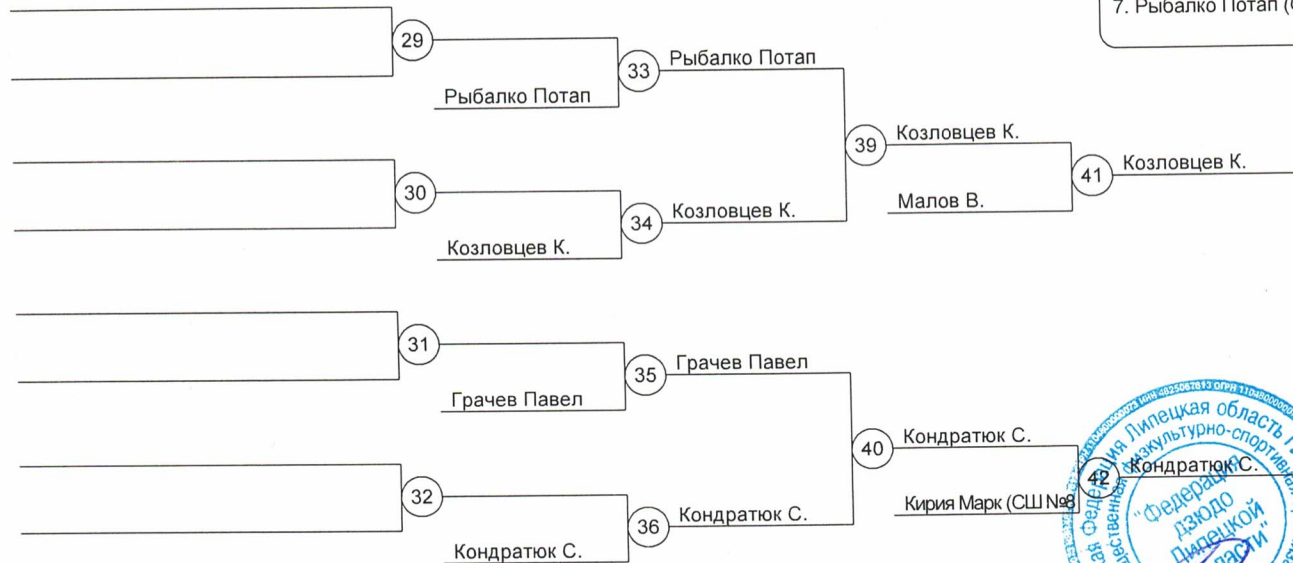 7. Рыбалко Потап (
29
33
Рыбалко Потап
Рыбалко Потап
39
Козловцев К.
41
Козловцев К.
Малов В.
30
34
Козловцев К.
Козловцев К.
31
35
Грачев Павел
Грачев Павел
40
Кондратюк С.
42
Кондратюк С.
Кирия Марк (СШ №8
32
36
Кондратюк С.
Кондратюк С.
Федерация Липецкая область
физкультурно-спортивная
"Федерация
дзюдо
Липецкой
области"